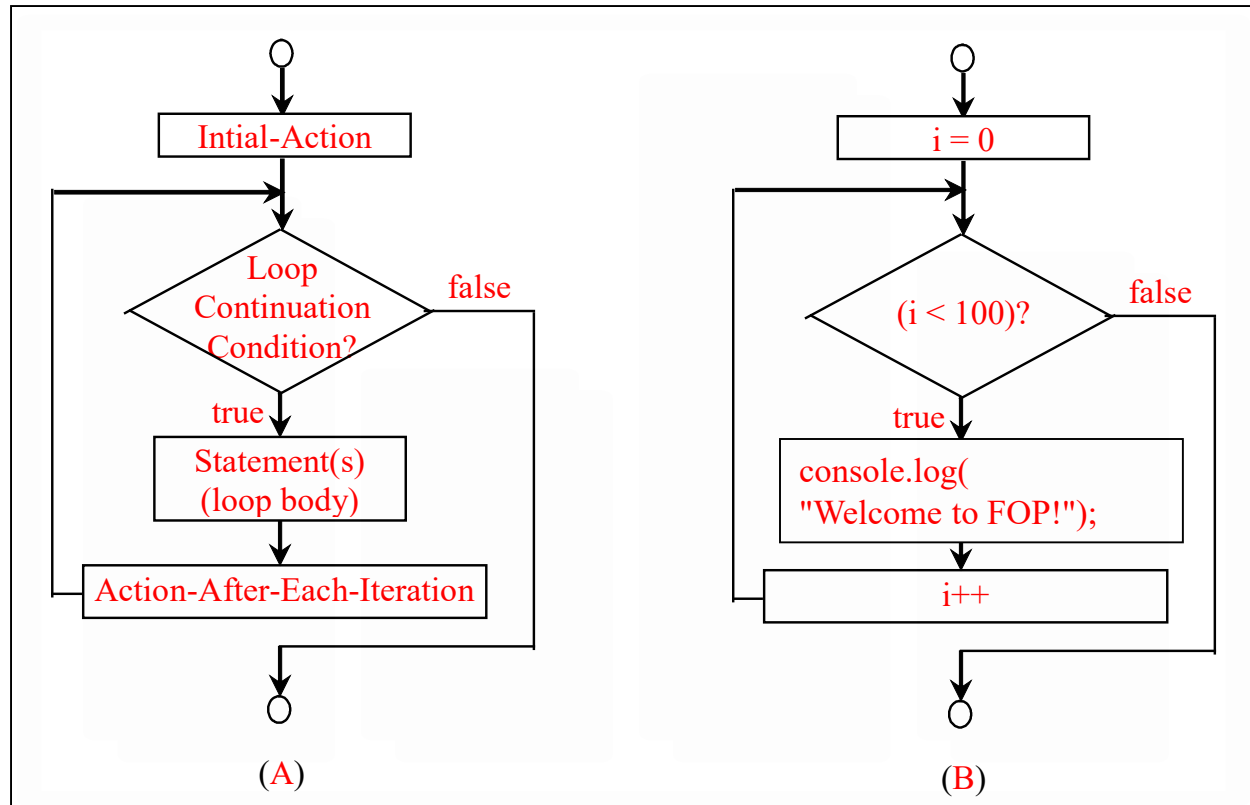 Intial-Action
Loop
Continuation
Condition?
false
true
Statement(s)
(loop body)
Action-After-Each-Iteration
(A)
i = 0
(i < 100)?
false
true
console.log(
"Welcome to FOP!");
i++
(B)